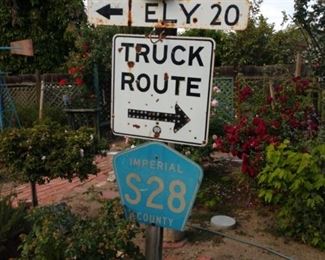 ELY. 20
TRUCK
ROUTE
IMPERIAL
S-28
COUNTY